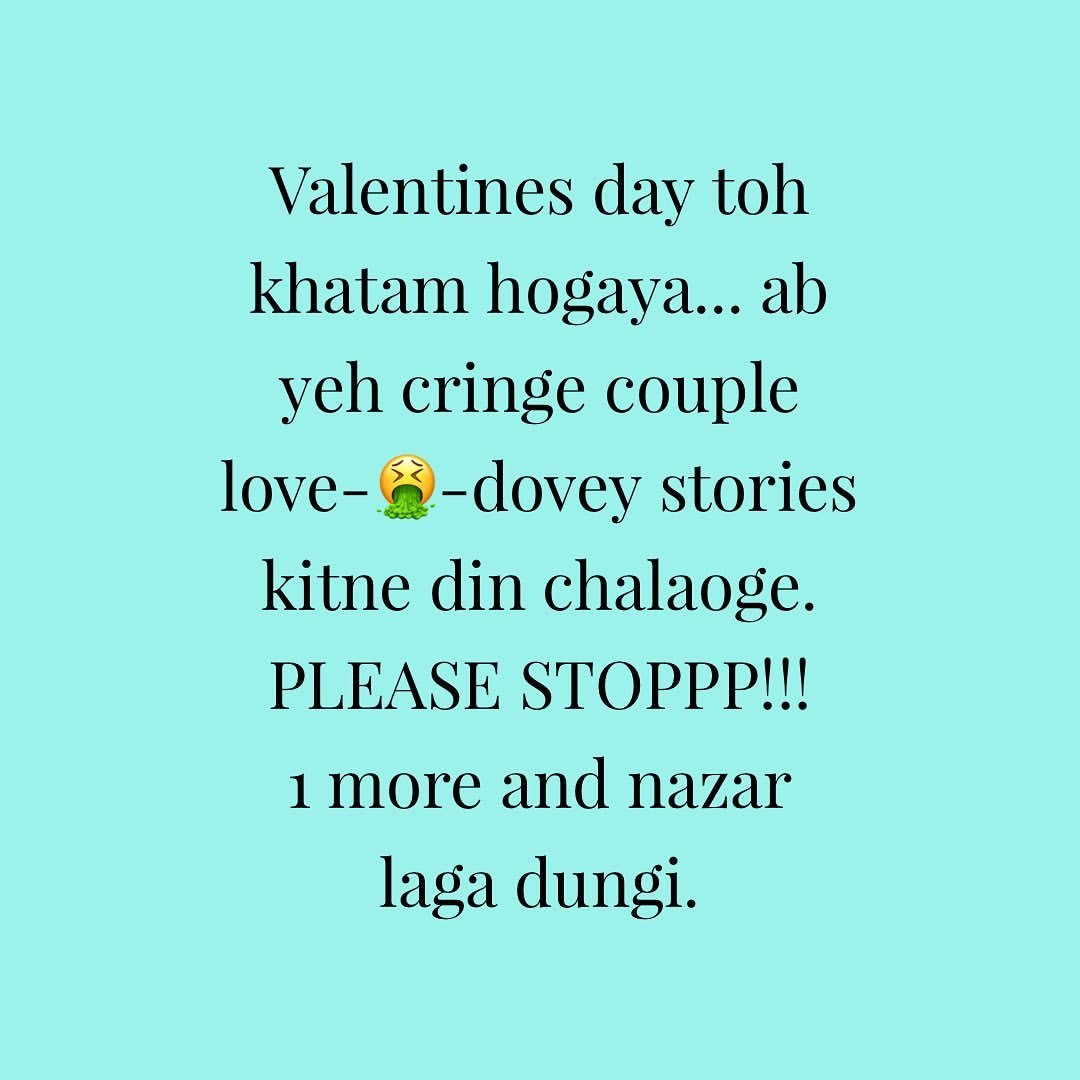 Valentines day toh
khatam hogaya... ab
yeh cringe couple
love-🤮-dovey stories
kitne din chalaoge.
PLEASE STOPPP!!!
1 more and nazar
laga dungi.